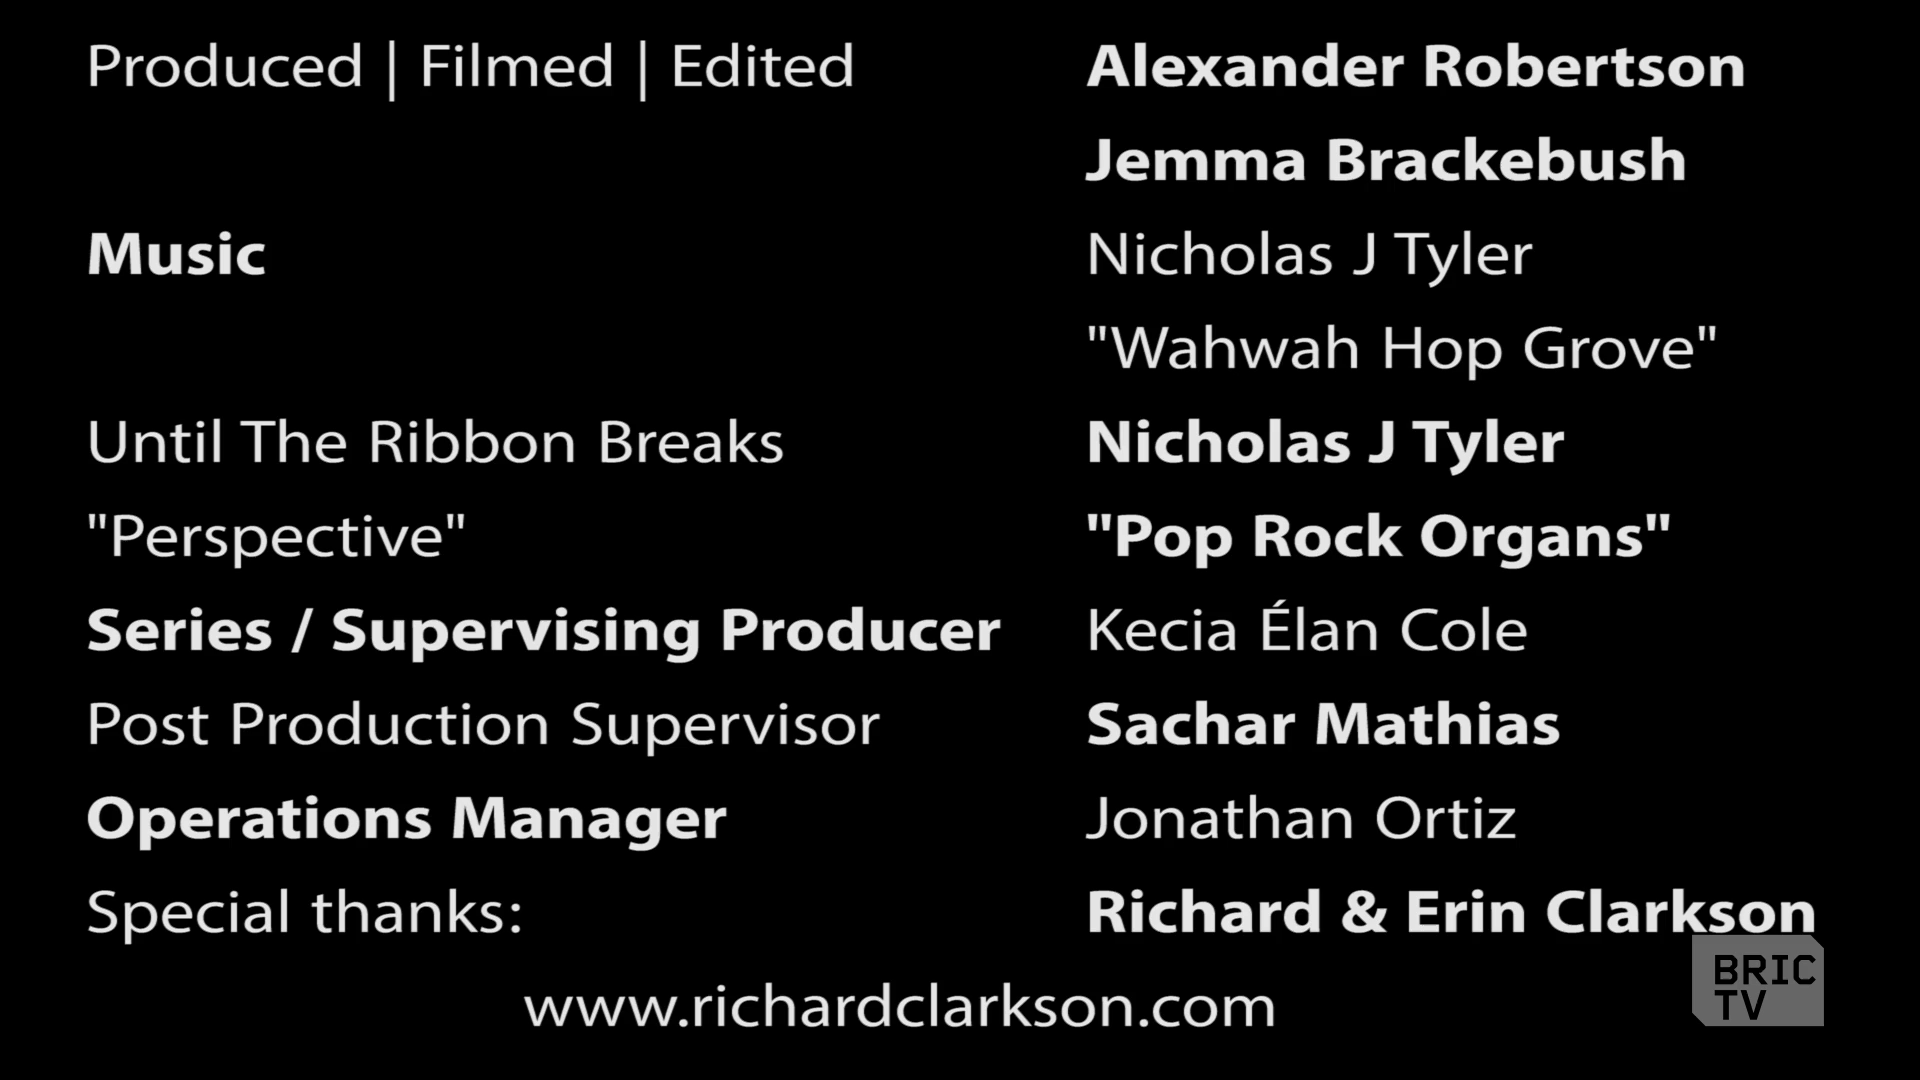 Produced | Filmed | Edited
Alexander Robertson
Jemma Brackebush
Music
Nicholas J Tyler
"Wahwah Hop Grove"
Until The Ribbon Breaks
Nicholas J Tyler
"Perspective"
"Pop Rock Organs"
Series / Supervising Producer
Kecia Élan Cole
Post Production Supervisor
Sachar Mathias
Operations Manager
Jonathan Ortiz
Special thanks:
Richard & Erin Clarkson
www.richardclarkson.com
BRIC
TV